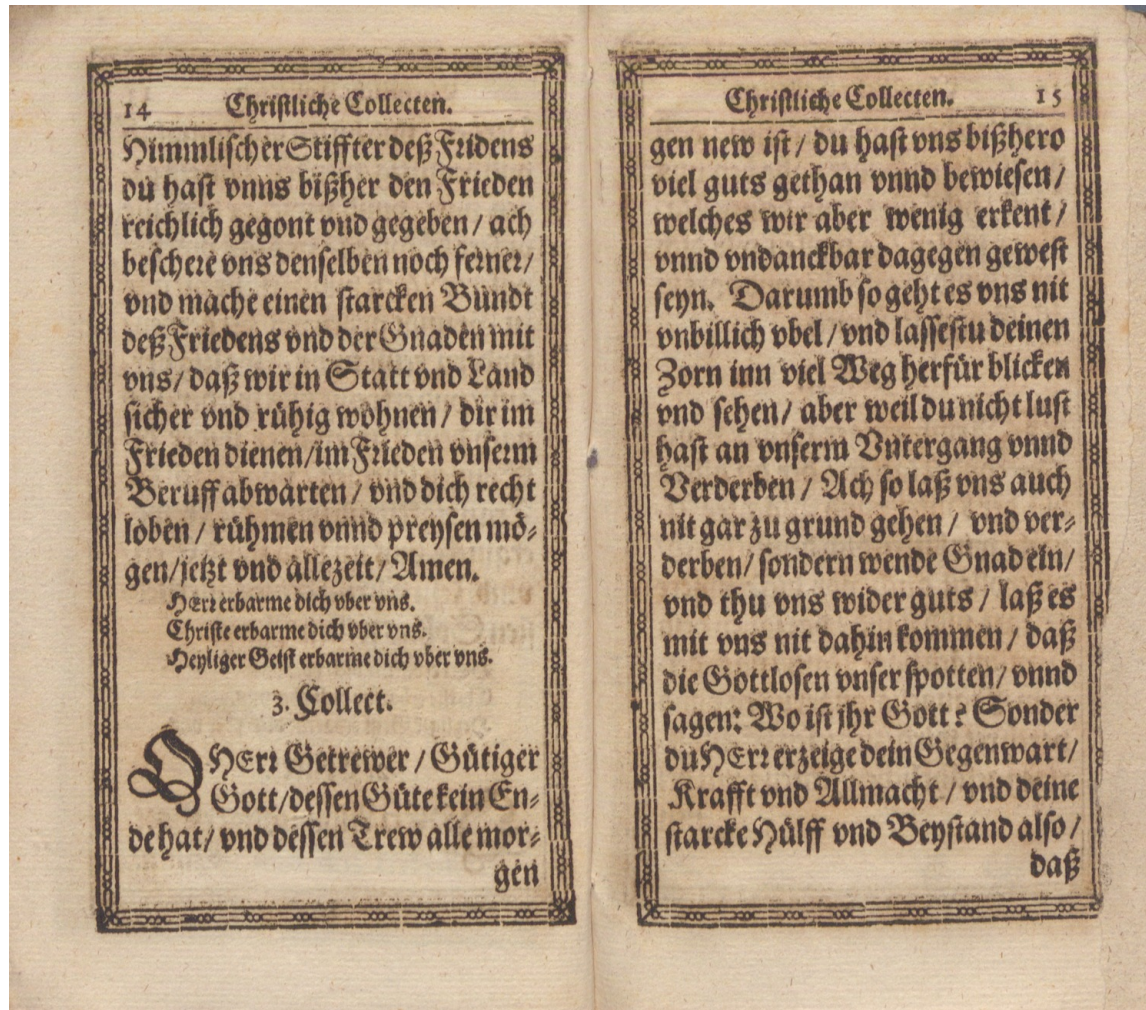 14 Christliche Collecten.
Himmlischer Stiffter deß Fridens
du hast vnns bißher den Frieden
reichlich gegont vnd gegeben / ach
beschere vns denselben noch ferner /
vnd mache einen starcken Bundt
deß Friedens vnd der Gnaden mit
vns / daß wir in Statt vnd Land
sicher vnd rühig wohnen / dir im
Frieden dienen / im Frieden vnserm
Beruff abwarten / vnd dich recht
loben / rühmen vnnd preysen mö-
gen / jetzt vnd allezeit / Amen.
HErr erbarme dich vber vns.
Christe erbarme dich vber vns.
Heyliger Geist erbarme dich vber vns.
3. Collect.
O HErr Getrewer / Gütiger
Gott / dessen Güte kein En-
de hat / vnd dessen Trew alle mor-
gen
Christliche Collecten. 15
gen new ist / du hast vns bißhero
viel guts gethan vnnd bewiesen /
welches wir aber wenig erkent /
vnnd vndanckbar dagegen gewest
seyn. Darumb so geht es vns nit
vnbillich vbel / vnd lassestu deinen
Zorn inn viel Weg herfür blicken
vnd sehen / aber weil du nicht lust
hast an vnserm Vntergang vnnd
Verderben / Ach so laß vns auch
nit gar zu grund gehen / vnd ver-
derben / sondern wende Gnad ein /
vnd thu vns wider guts / laß es
mit vns nit dahin kommen / daß
die Gottlosen vnser spotten / vnnd
sagen: Wo ist jhr Gott? Sonder
du HErr erzeige dein Gegenwart /
Krafft vnd Allmacht / vnd deine
starcke Hülff vnd Beystand also /
daß